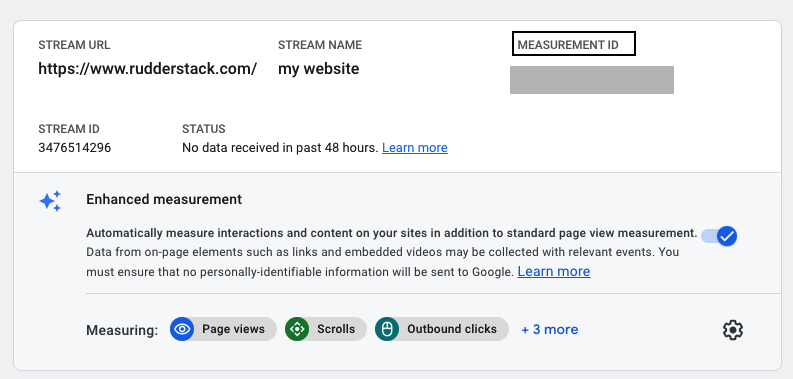 STREAM URL STREAM NAME MEASUREMENT ID
https://www.rudderstack.com/ my website
STREAM ID STATUS
3476514296 No data received in past 48 hours. Learn more
Enhanced measurement
Automatically measure interactions and content on your sites in addition to standard page view measurement.
Data from on-page elements such as links and embedded videos may be collected with relevant events. You
must ensure that no personally-identifiable information will be sent to Google. Learn more
Measuring: Page views Scrolls Outbound clicks + 3 more